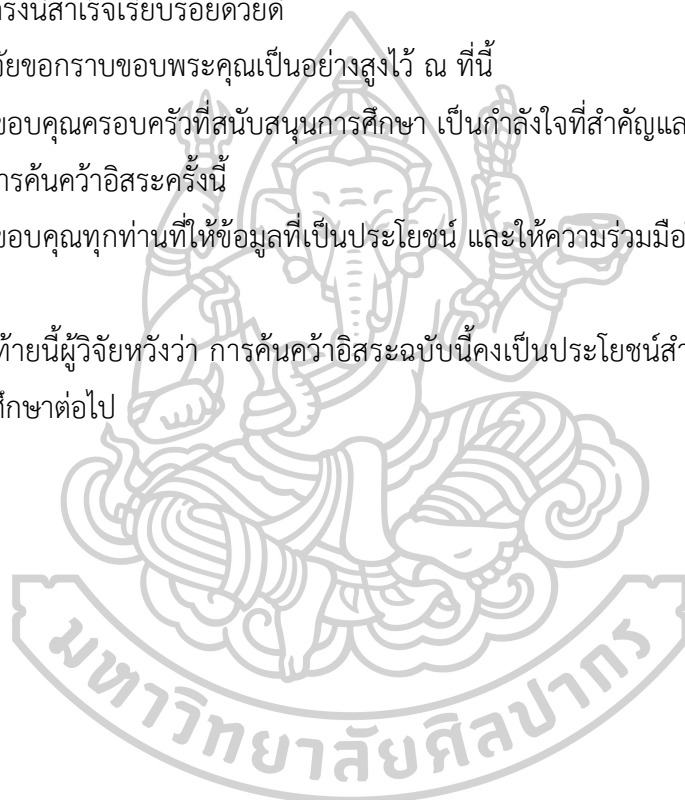 สำเร็จเรียบร้อยด้วยดี
ขอกราบขอบพระคุณเป็นอย่างสูงไว้ ณ ที่นี้
ขอบคุณครอบครัวที่สนับสนุนการศึกษา เป็นกำลังใจที่สำคัญ
ารค้นคว้าอิสระครั้งนี้
ขอบคุณทุกท่านที่ให้ข้อมูลที่เป็นประโยชน์ และให้ความร่วมมือ
ท้ายนี้ผู้วิจัยหวังว่า การค้นคว้าอิสระฉบับนี้คงเป็นประโยชน์สำ
ศึกษาต่อไป
มหาวิทยาลัยศิลปากร